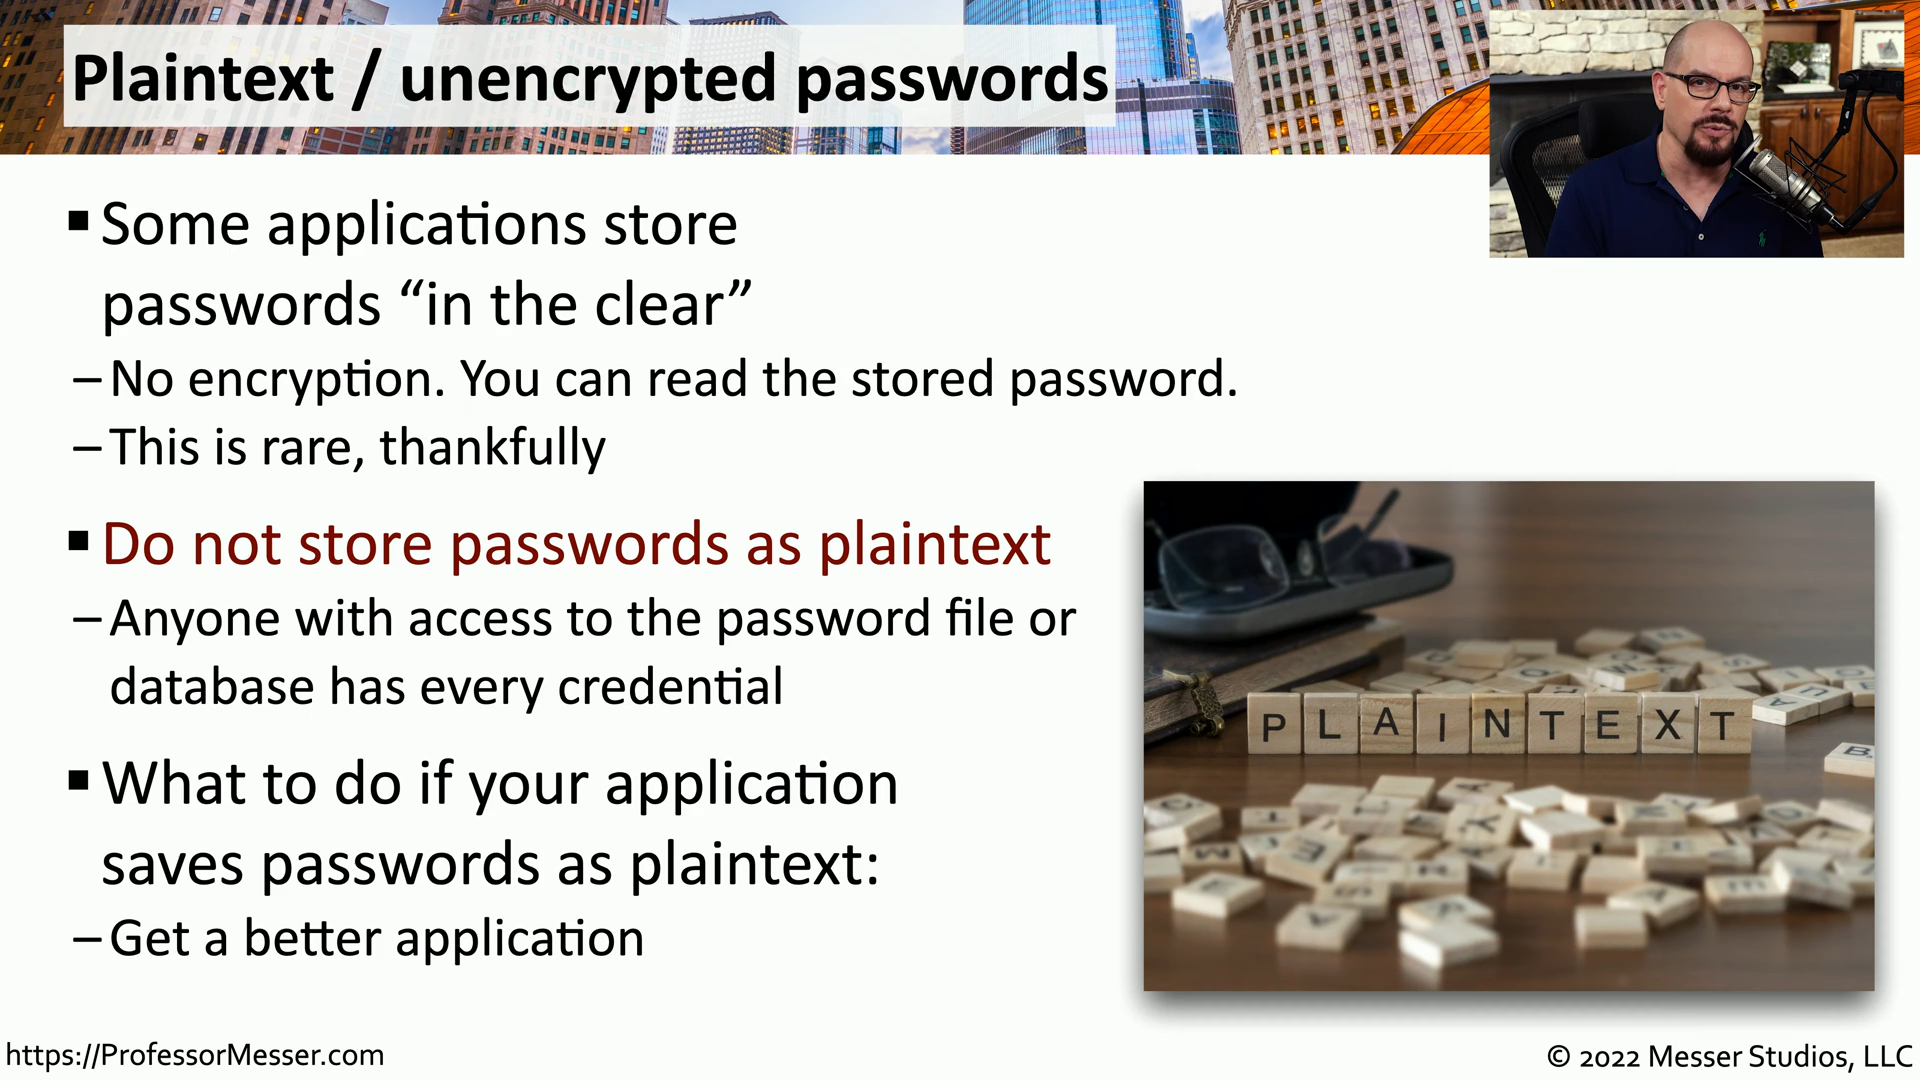 Plaintext / unencrypted passwords
▪ Some applications store
passwords “in the clear”
– No encryption. You can read the stored password.
– This is rare, thankfully
▪ Do not store passwords as plaintext
– Anyone with access to the password file or
database has every credential
▪ What to do if your application
saves passwords as plaintext:
– Get a better application
PLAINTEXT
https://ProfessorMesser.com
© 2022 Messer Studios, LLC